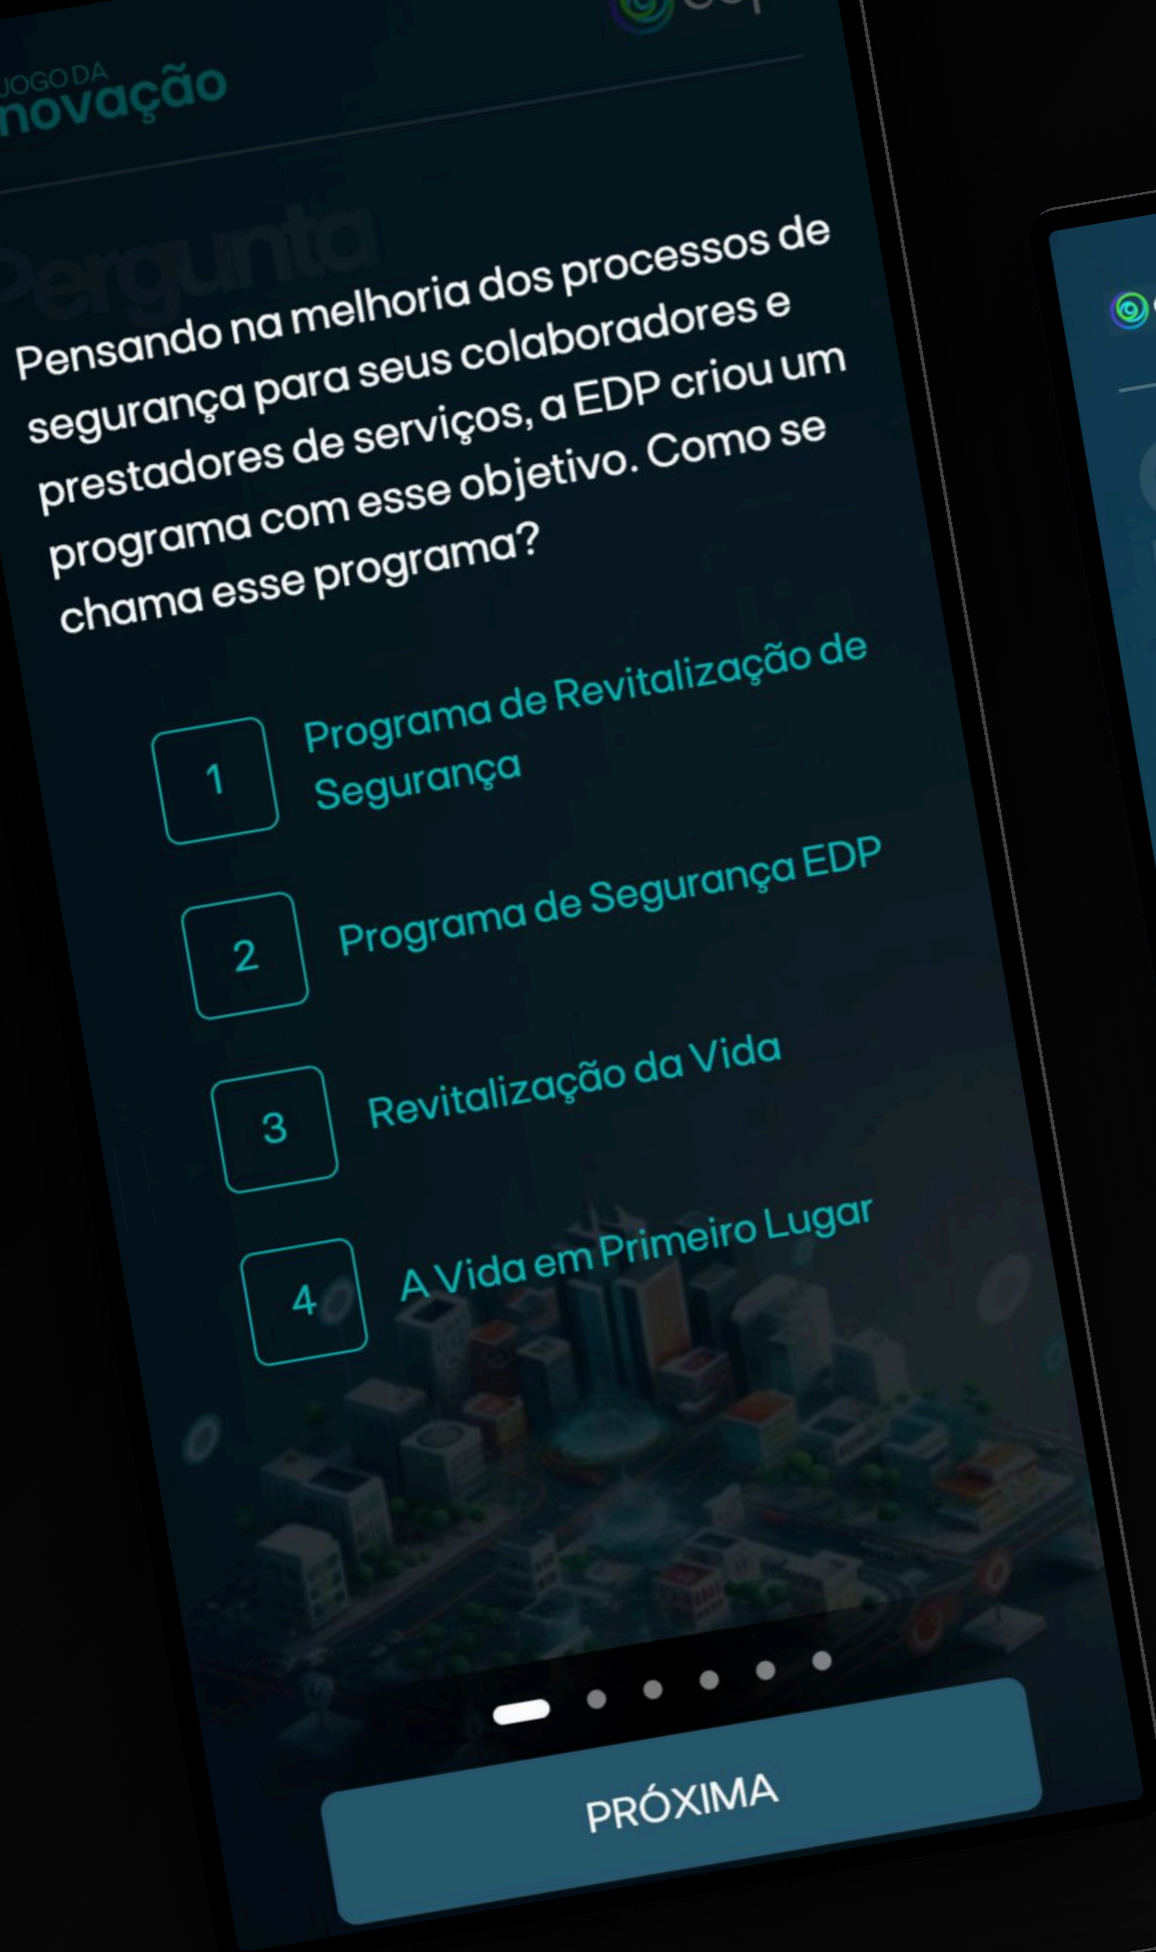 JOGO DA
novação
Pergunta
Pensando na melhoria dos processos de
segurança para seus colaboradores e
prestadores de serviços, a EDP criou um
programa com esse objetivo. Como se
chama esse programa?
1 Programa de Revitalização de
Segurança
2 Programa de Segurança EDP
3 Revitalização da Vida
4 A Vida em Primeiro Lugar
PRÓXIMA